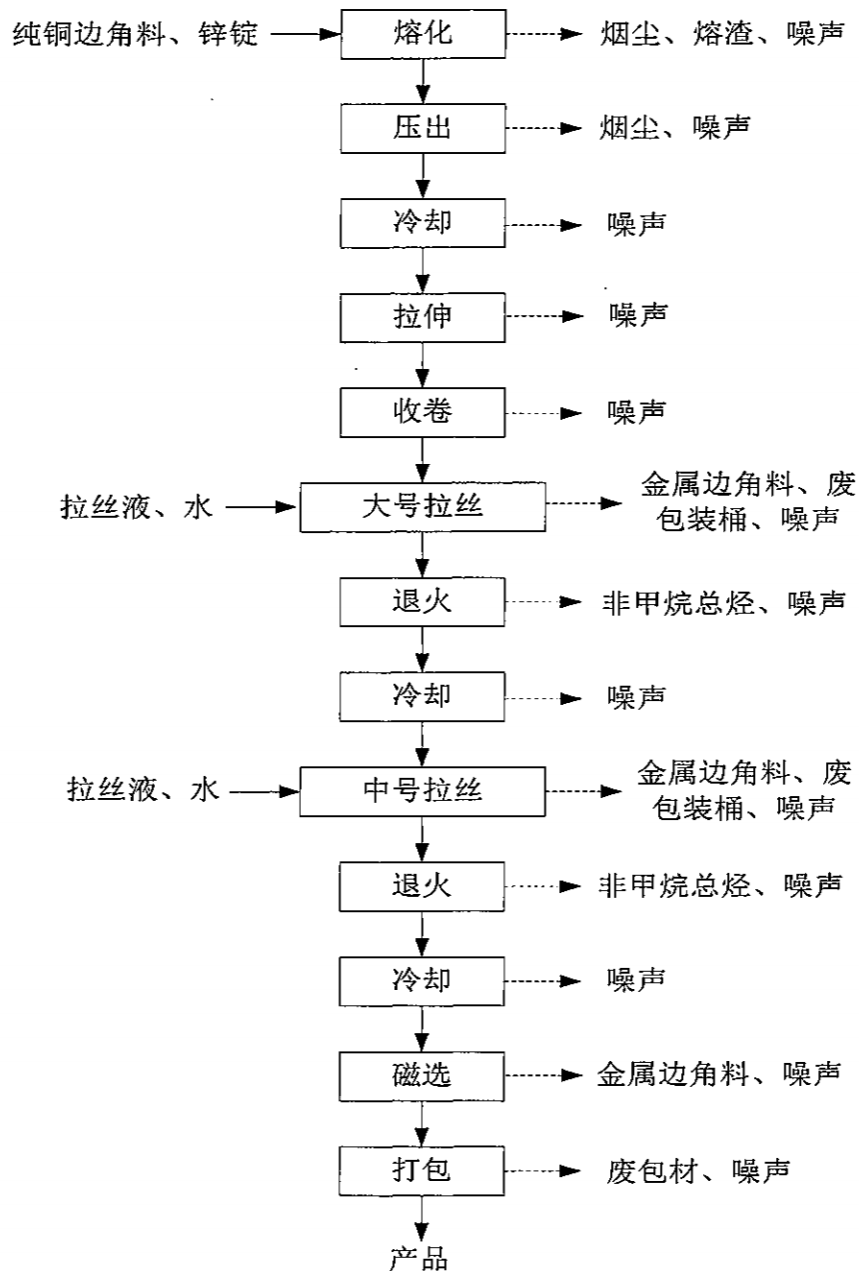 纯铜边角料、锌锭
熔化
烟尘、熔渣、噪声
压出
烟尘、噪声
冷却
噪声
拉伸
噪声
收卷
噪声
拉丝液、水
大号拉丝
金属边角料、废
包装桶、噪声
退火
非甲烷总烃、噪声
冷却
噪声
拉丝液、水
中号拉丝
金属边角料、废
包装桶、噪声
退火
非甲烷总烃、噪声
冷却
噪声
磁选
金属边角料、噪声
打包
废包材、噪声
产品